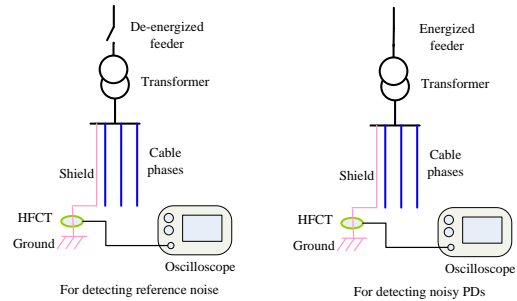 De-energized
feeder
Transformer
Cable
phases
Shield
HFCT
Ground
Oscilloscope
For detecting reference noise
Energized
feeder
Transformer
Cable
phases
Shield
HFCT
Ground
Oscilloscope
For detecting noisy PDs